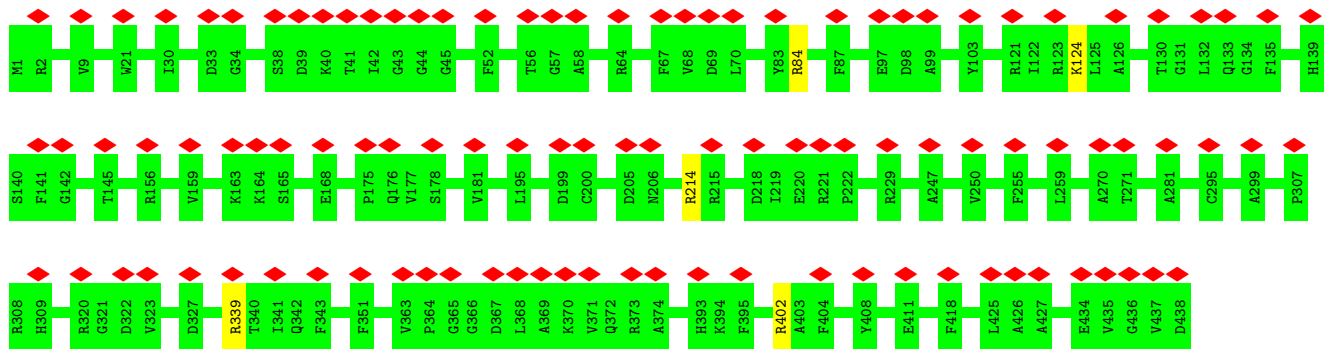 M1 R2 V9 W21 I30 D33 G34 S38 D39 K40 T41 I42 G43 G44 G45 F52 T56 G57 A58 R64 F67 V68 D69 L70 Y83 R84 F87 E97 D98 A99 Y103 R121 I122 R123 K124 L125 A126 T130 G131 L132 Q133 G134 F135 H139
S140 F141 G142 T145 R156 V159 K163 K164 S165 E168 P175 Q176 V177 S178 V181 L195 D199 C200 D205 N206 R214 R215 D218 I219 E220 R221 P222 R229 A247 V250 F255 L259 A270 T271 A281 C295 A299 P307
R308 H309 R320 G321 D322 V323 D327 R339 T340 I341 Q342 F343 F351 V363 P364 G365 G366 D367 L368 A369 K370 V371 Q372 R373 A374 H393 K394 F395 R402 A403 F404 Y408 E411 F418 L425 A426 A427 E434 V435 G436 V437 D438